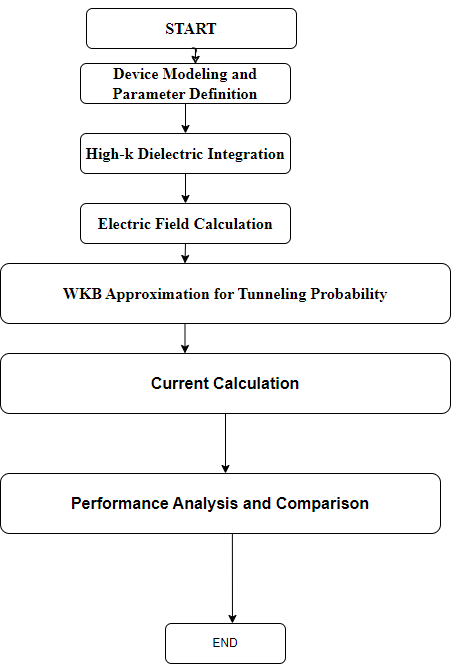 START
Device Modeling and
Parameter Definition
High-k Dielectric Integration
Electric Field Calculation
WKB Approximation for Tunneling Probability
Current Calculation
Performance Analysis and Comparison
END